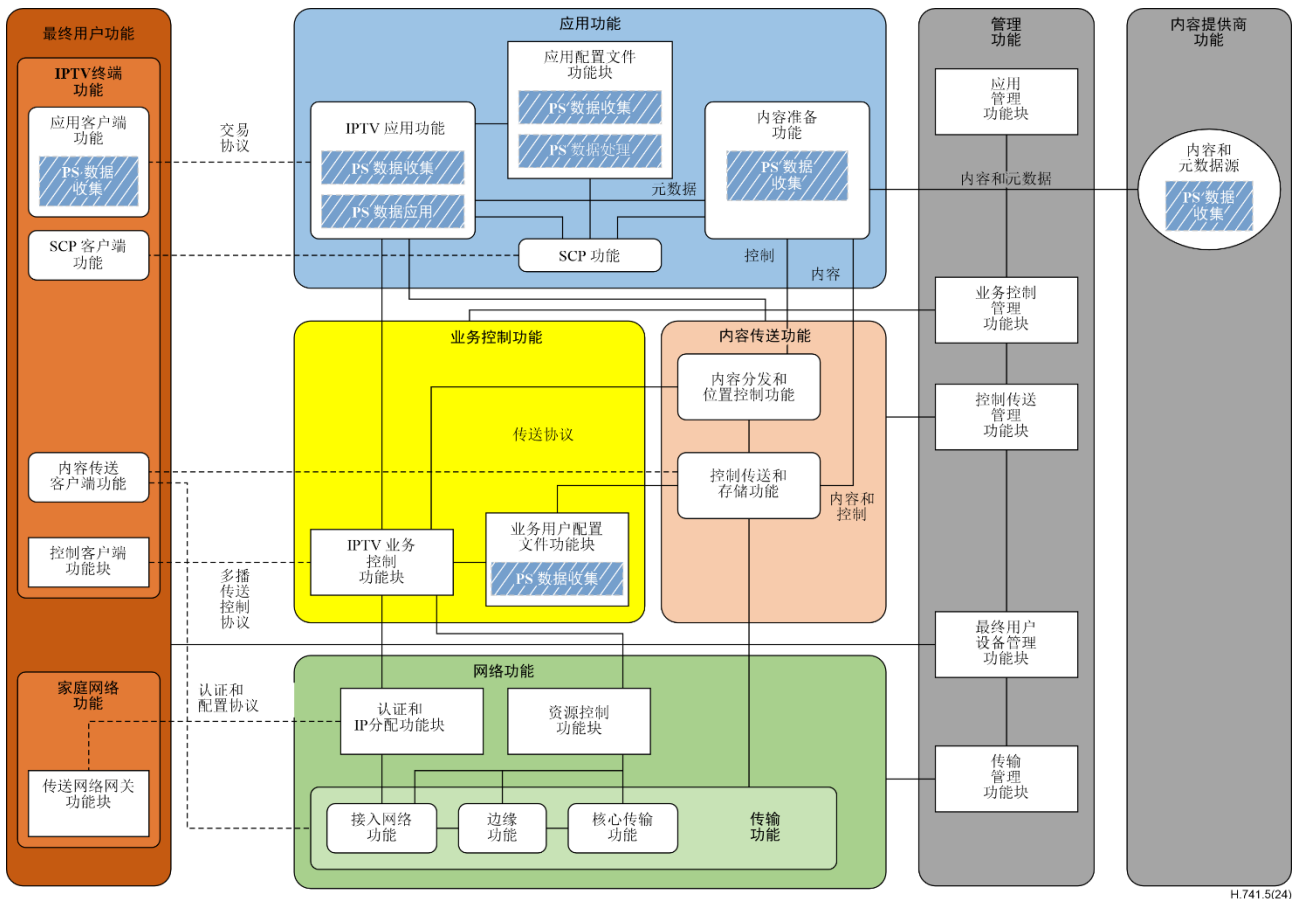 最终用户功能
IPTV终端
功能
应用客户端
功能
PS 数据
收集
SCP 客户端
功能
内容传送
客户端功能
控制客户端
功能块
家庭网络
功能
传送网络网关
功能块
交易
协议
多播
传送
控制
协议
认证和
配置协议
应用功能
应用配置文件
功能块
PS 数据收集
PS 数据处理
IPTV 应用功能
PS 数据收集
PS 数据应用
内容准备
功能
PS 数据
收集
元数据
SCP 功能
控制
内容
业务控制功能
传送协议
IPTV 业务
控制
功能块
业务用户配置
文件功能块
PS 数据收集
内容传送功能
内容分发和
位置控制功能
控制传送和
存储功能
内容和
控制
网络功能
认证和
IP分配功能块
资源控制
功能块
接入网络
功能
边缘
功能
核心传输
功能
传输
功能
管理
功能
应用
管理
功能块
内容和元数据
业务控制
管理
功能块
控制传送
管理
功能块
最终用户
设备管理
功能块
传输
管理
功能块
内容提供商
功能
内容和
元数据源
PS 数据
收集
H.741.5(24)